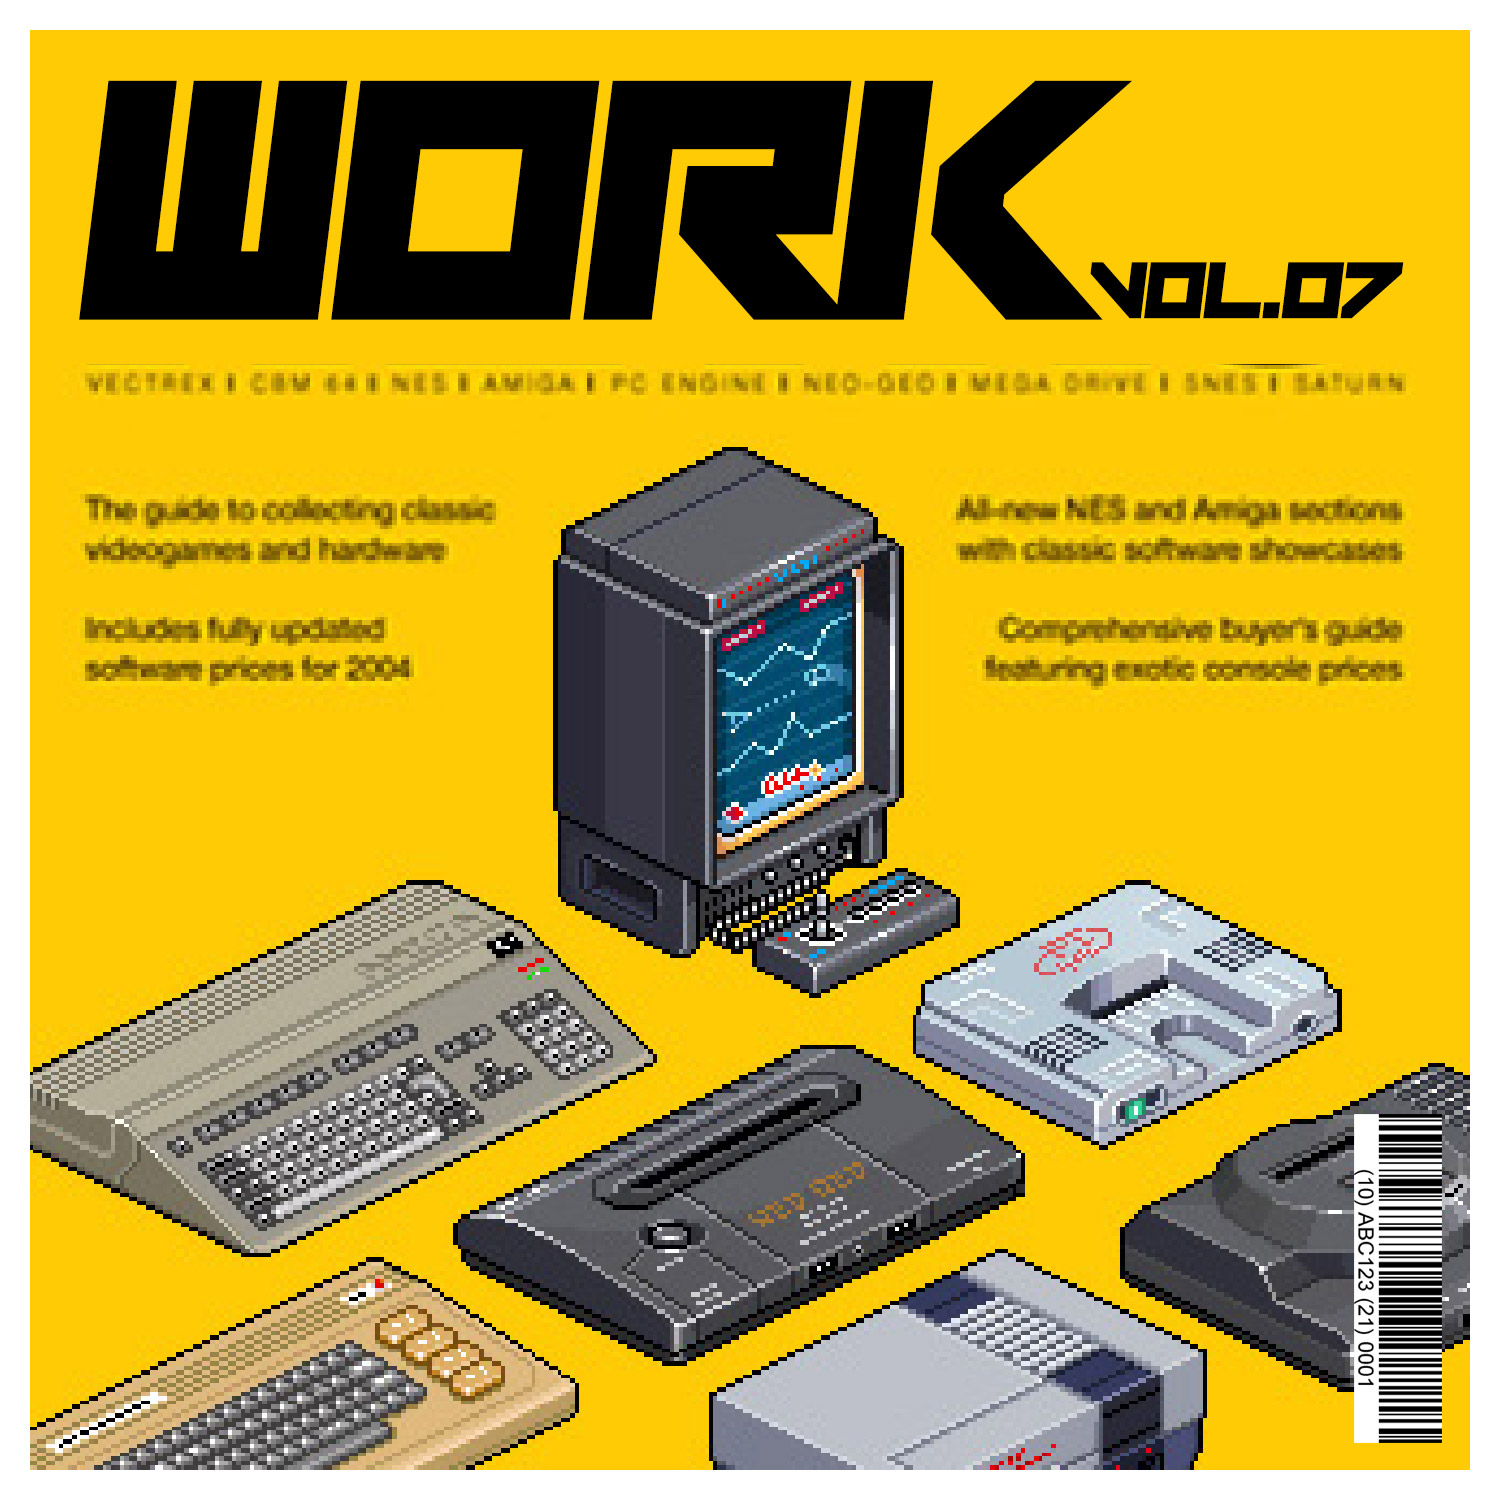 WORK
VOL.07
VECTREX | CBM 64 | NES | AMIGA | PC ENGINE | NEO-GEO | MEGA DRIVE | SNES | SATURN
The guide to collecting classic
videogames and hardware
Includes fully updated
software prices for 2004
All-new NES and Amiga sections
with classic software showcases
Comprehensive buyer's guide
featuring exotic console prices
NEO GEO
(10) ABC123 (21) 0001